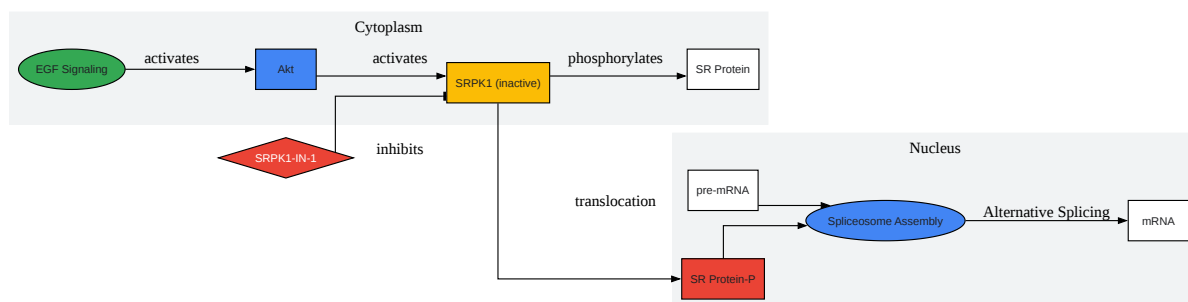 Cytoplasm
EGF Signaling
activates
Akt
activates
SRPK1 (inactive)
phosphorylates
SR Protein
SRPK1-IN-1
inhibits
translocation
Nucleus
pre-mRNA
Spliceosome Assembly
Alternative Splicing
mRNA
SR Protein-P